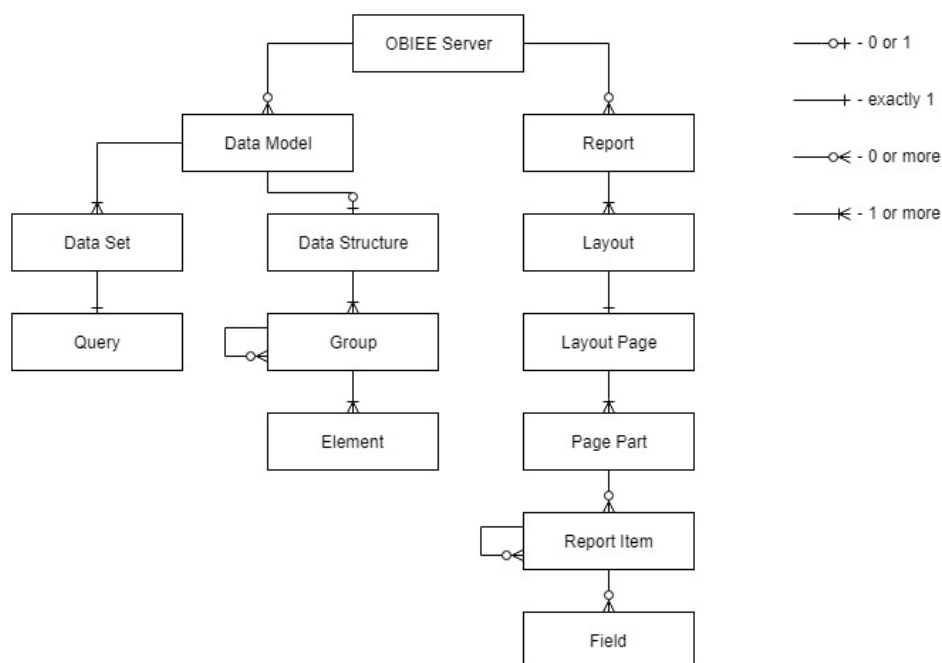 OBIEE Server
- 0 or 1
- exactly 1
Data Model
Report
- 0 or more
- 1 or more
Data Set
Data Structure
Layout
Query
Group
Layout Page
Element
Page Part
Report Item
Field